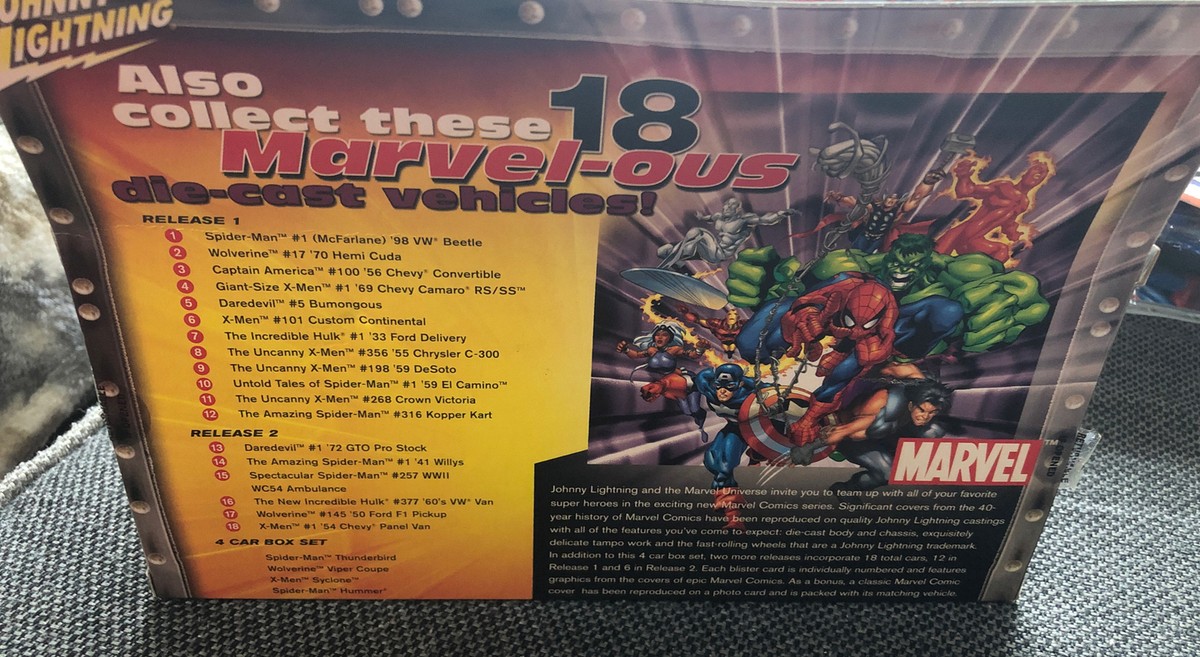 JOHNNY
LIGHTNING
Also
collect these 18
Marvel-ous
die-cast vehicles!
RELEASE 1
1 Spider-Man™ #1 (McFarlane) '98 VW® Beetle
2 Wolverine™ #17 '70 Hemi Cuda
3 Captain America™ #100 '56 Chevy® Convertible
4 Giant-Size X-Men™ #1 '69 Chevy Camaro® RS/SS™
5 Daredevil™ #5 Bumongous
6 X-Men™ #101 Custom Continental
7 The Incredible Hulk® #1 '33 Ford Delivery
8 The Uncanny X-Men™ #356 '55 Chrysler C-300
9 The Uncanny X-Men™ #198 '59 DeSoto
10 Untold Tales of Spider-Man™ #1 '59 El Camino™
11 The Uncanny X-Men™ #268 Crown Victoria
12 The Amazing Spider-Man™ #316 Kopper Kart
RELEASE 2
13 Daredevil™ #1 '72 GTO Pro Stock
14 The Amazing Spider-Man™ #1 '41 Willys
15 Spectacular Spider-Man™ #257 WWII
WC54 Ambulance
16 The New Incredible Hulk® #377 '60's VW® Van
17 Wolverine™ #145 '50 Ford F1 Pickup
18 X-Men™ #1 '54 Chevy® Panel Van
4 CAR BOX SET
Spider-Man™ Thunderbird
Wolverine™ Viper Coupe
X-Men™ Syclone™
Spider-Man™ Hummer®
MARVEL™
Johnny Lightning and the Marvel Universe invite you to team up with all of your favorite
super heroes in the exciting new Marvel Comics series. Significant covers from the 40-
year history of Marvel Comics have been reproduced on quality Johnny Lightning castings
with all of the features you've come to expect: die-cast body and chassis, exquisitely
delicate tampo work and the fast-rolling wheels that are a Johnny Lightning trademark.
In addition to this 4 car box set, two more releases incorporate 18 total cars, 12 in
Release 1 and 6 in Release 2. Each blister card is individually numbered and features
graphics from the covers of epic Marvel Comics. As a bonus, a classic Marvel Comic
cover has been reproduced on a photo card and is packed with its matching vehicle.